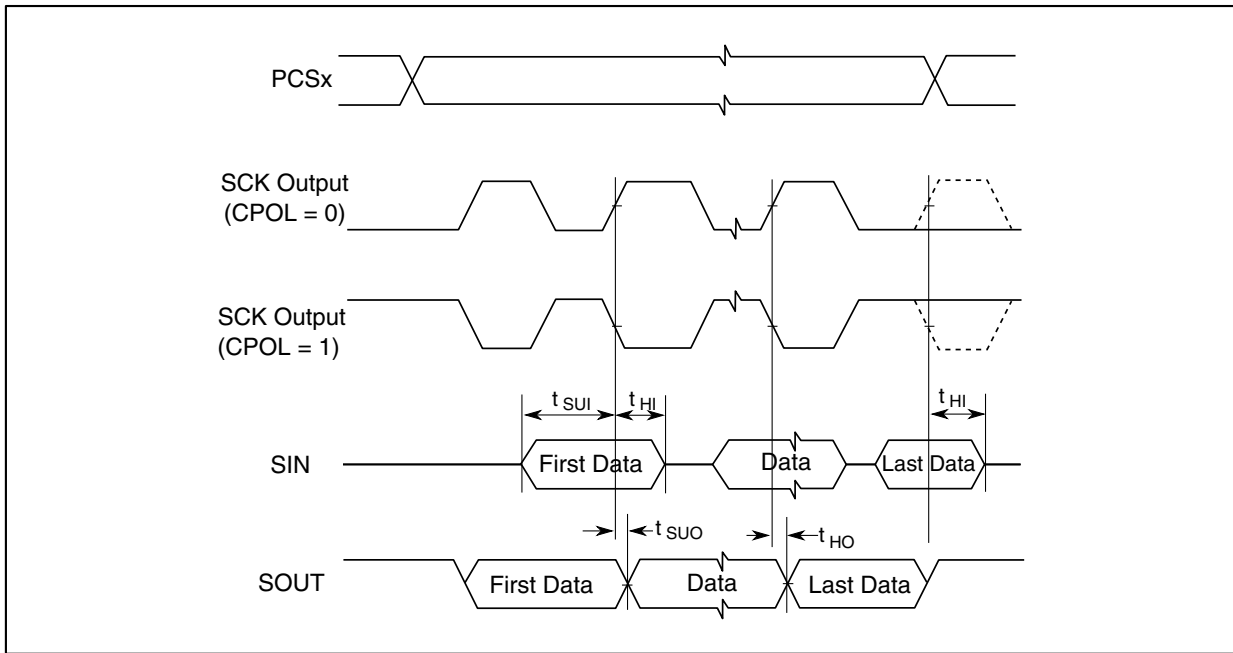 PCSx
SCK Output
(CPOL = 0)
SCK Output
(CPOL = 1)
t SUI
t HI
t HI
SIN
First Data
Data
Last Data
t SUO
t HO
SOUT
First Data
Data
Last Data